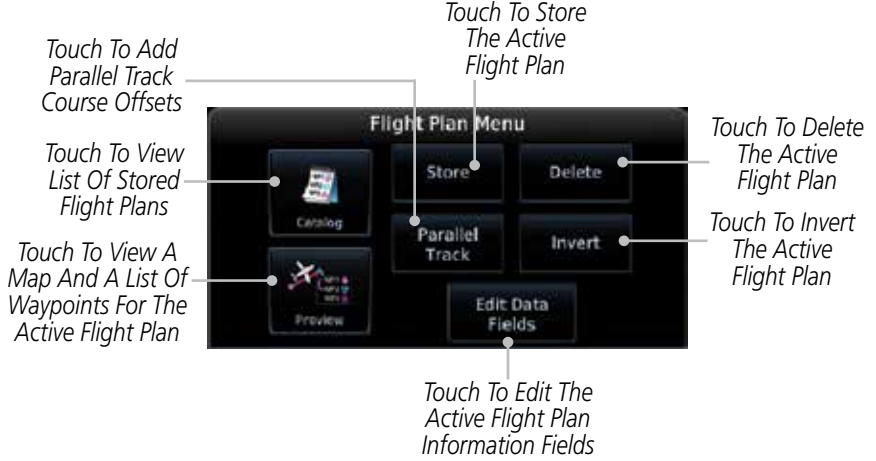 Touch To Store
The Active
Flight Plan
Touch To Add
Parallel Track
Course Offsets
Flight Plan Menu
Touch To View
List Of Stored
Flight Plans
Catalog
Store
Delete
Touch To Delete
The Active
Flight Plan
Parallel
Track
Invert
Touch To Invert
The Active
Flight Plan
Touch To View A
Map And A List Of
Waypoints For The
Active Flight Plan
Preview
Edit Data
Fields
Touch To Edit The
Active Flight Plan
Information Fields